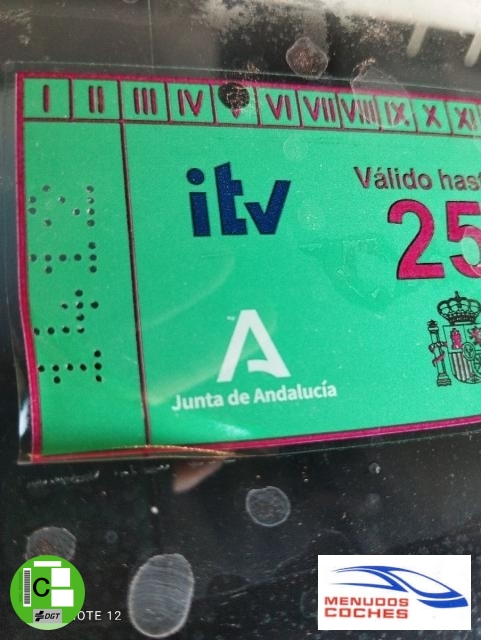 I II III IV VI VII VIII IX X XI
itv
Válido hast
25
Junta de Andalucía
C
DGT
OTE 12
MENUDOS
COCHES